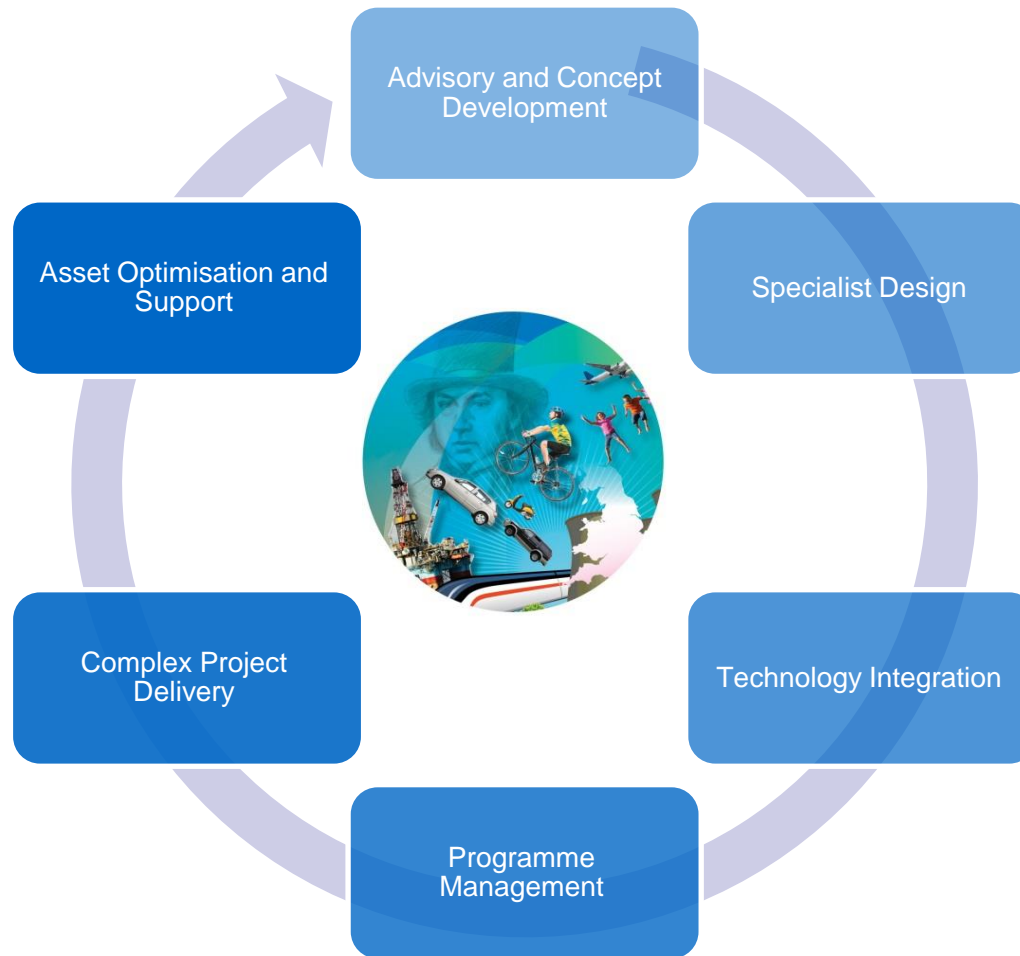 Advisory and Concept
Development
Specialist Design
Technology Integration
Programme
Management
Complex Project
Delivery
Asset Optimisation and
Support